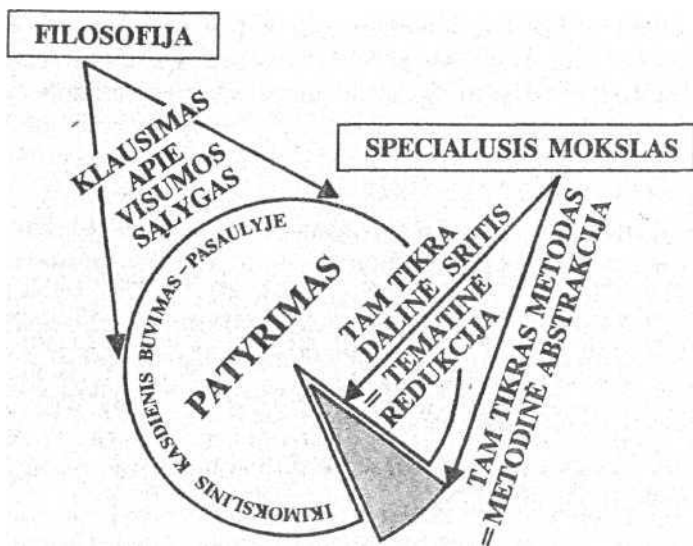 FILOSOFIJA
KLAUSIMAS
APIE
VISUMOS
SĄLYGAS
SPECIALUSIS MOKSLAS
IKIMOKSLINIS KASDIENIS BUVIMAS – PASAULYJE
PATYRIMAS
TAM TIKRA
DALINĖ SRITIS
= TEMATINĖ
REDUKCIJA
TAM TIKRAS METODAS
= METODINĖ ABSTRAKCIJA